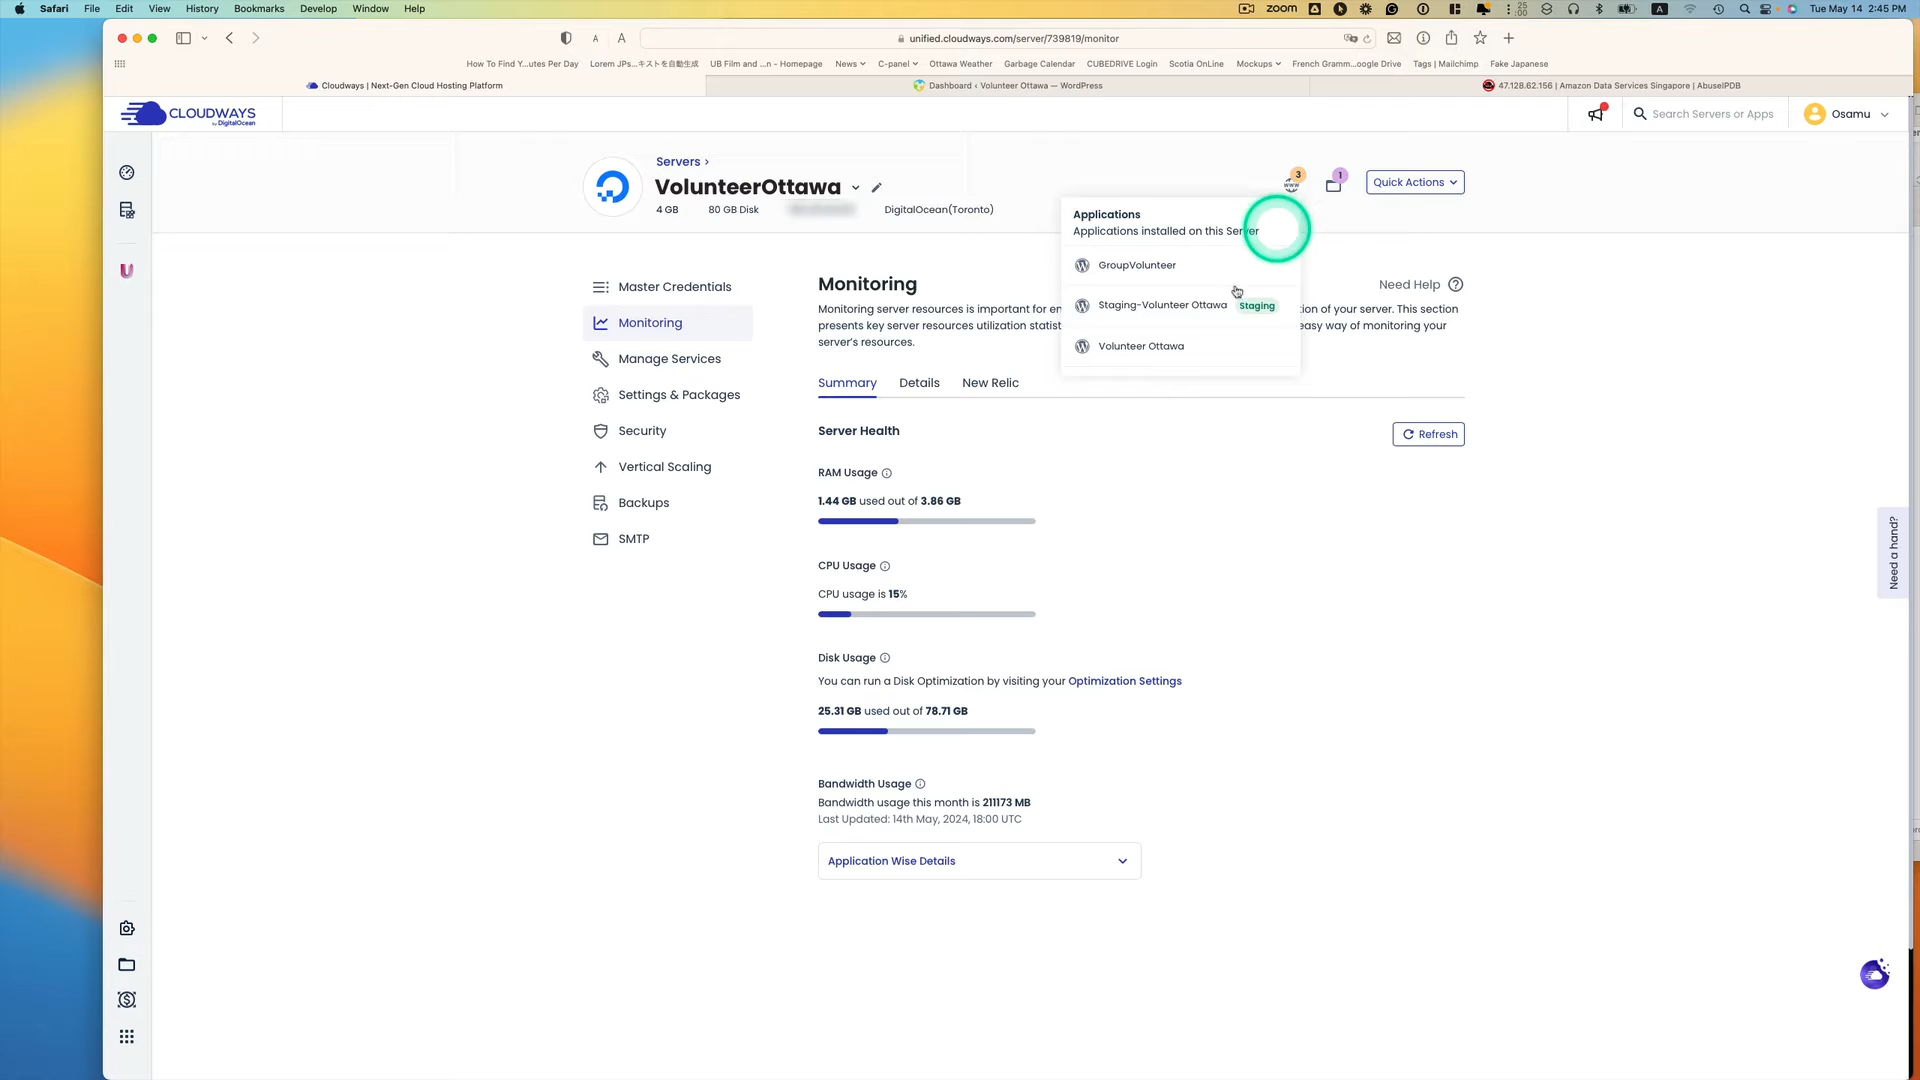 Safari File Edit View History Bookmarks Develop Window Help
zoom
25
:00
A
Tue May 14 2:45 PM
A A
unified.cloudways.com/server/739819/monitor
How To Find Y...utes Per Day Lorem JPs...キストを自動生成 UB Film and ...n - Homepage News C-panel Ottawa Weather Garbage Calendar CUBEDRIVE Login Scotia OnLine Mockups French Gramm...oogle Drive Tags | Mailchimp Fake Japanese
Cloudways | Next-Gen Cloud Hosting Platform
Dashboard ‹ Volunteer Ottawa — WordPress
47.128.62.156 | Amazon Data Services Singapore | AbuseIPDB
CLOUDWAYS
by DigitalOcean
Search Servers or Apps
Osamu
Servers ›
VolunteerOttawa
4 GB 80 GB Disk DigitalOcean(Toronto)
www 3
1
Quick Actions
Applications
Applications installed on this Server
GroupVolunteer
Staging-Volunteer Ottawa Staging
Volunteer Ottawa
Master Credentials
Monitoring
Manage Services
Settings & Packages
Security
Vertical Scaling
Backups
SMTP
Monitoring
Need Help
Monitoring server resources is important for en
ion of your server. This section
presents key server resources utilization statist
easy way of monitoring your
server's resources.
Summary Details New Relic
Server Health
Refresh
RAM Usage
1.44 GB used out of 3.86 GB
CPU Usage
CPU usage is 15%
Disk Usage
You can run a Disk Optimization by visiting your Optimization Settings
25.31 GB used out of 78.71 GB
Bandwidth Usage
Bandwidth usage this month is 211173 MB
Last Updated: 14th May, 2024, 18:00 UTC
Application Wise Details
Need a hand?